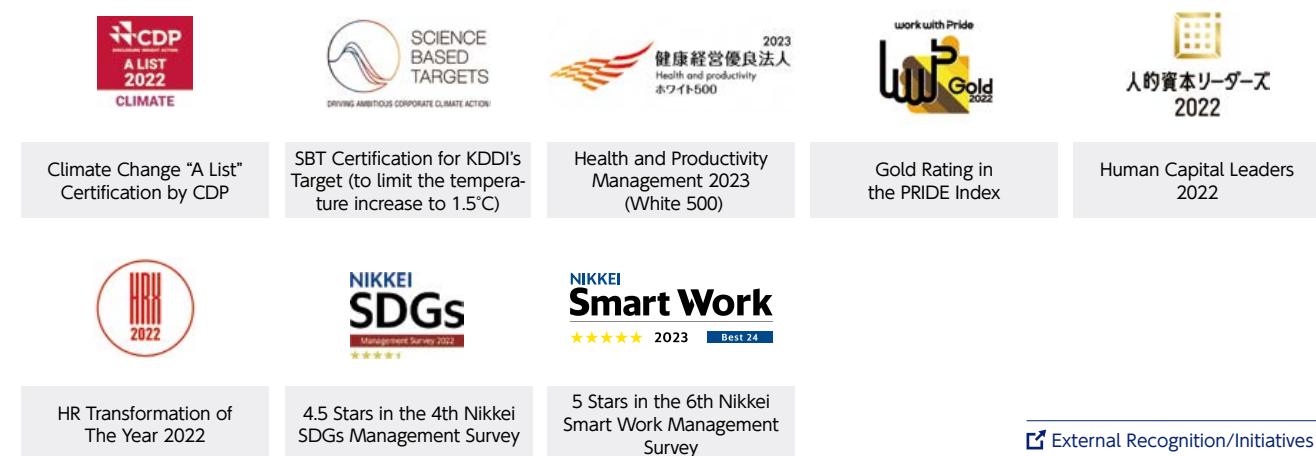 CDP
DISCLOSURE INSIGHT ACTION
A LIST
2022
CLIMATE
SCIENCE
BASED
TARGETS
DRIVING AMBITIOUS CORPORATE CLIMATE ACTION
2023
健康経営優良法人
Health and productivity
ホワイト500
work with Pride
Gold
2022
人的資本リーダーズ
2022
Climate Change “A List”
Certification by CDP
SBT Certification for KDDI’s
Target (to limit the tempera-
ture increase to 1.5˚C)
Health and Productivity
Management 2023
(White 500)
Gold Rating in
the PRIDE Index
Human Capital Leaders
2022
HRX
2022
NIKKEI
SDGs
Management Survey 2022
NIKKEI
Smart Work
★★★★★ 2023 Best 24
HR Transformation of
The Year 2022
4.5 Stars in the 4th Nikkei
SDGs Management Survey
5 Stars in the 6th Nikkei
Smart Work Management
Survey
External Recognition/Initiatives